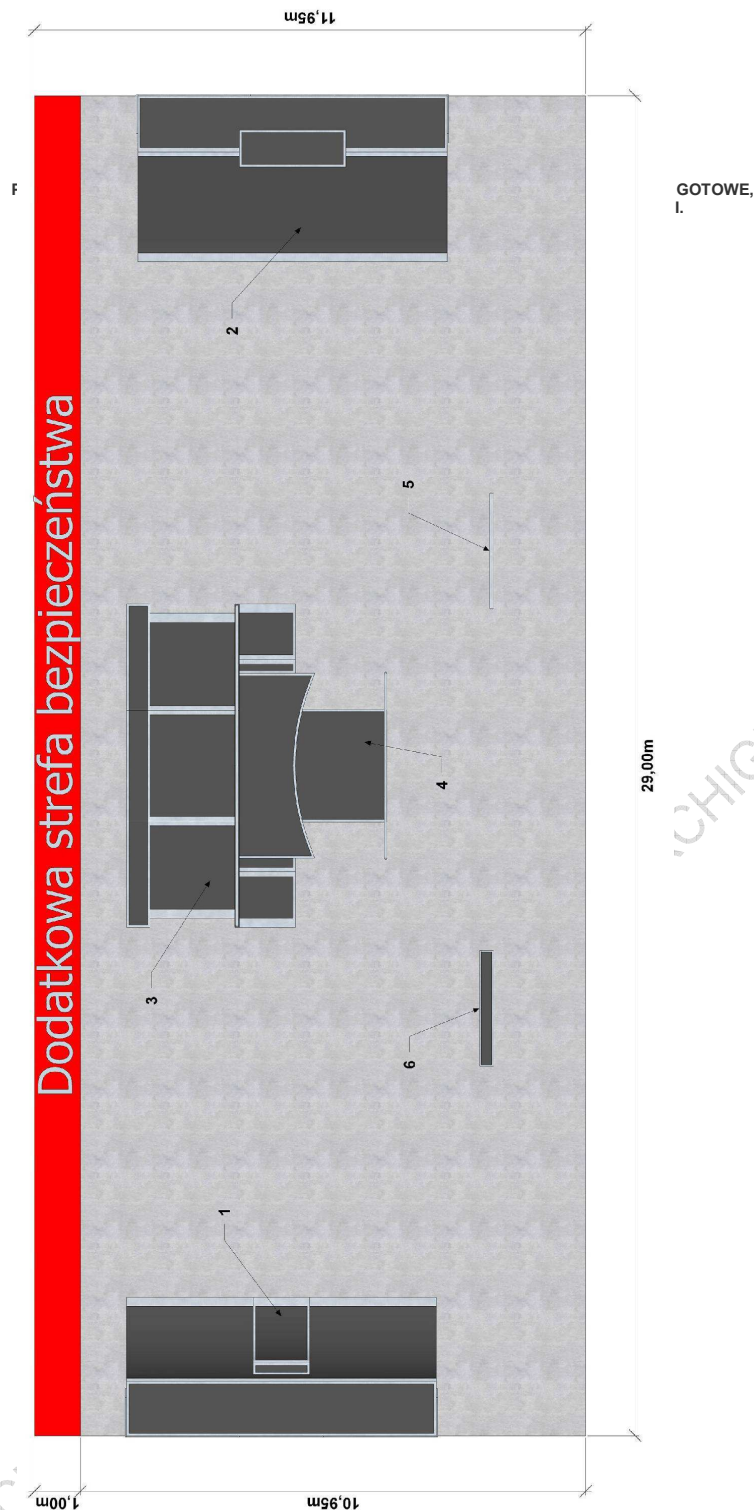 11,95m
GOTOWE,
I.
Dodatkowa strefa bezpieczeństwa
2
5
3
4
29,00m
6
1
1,00m
10,95m